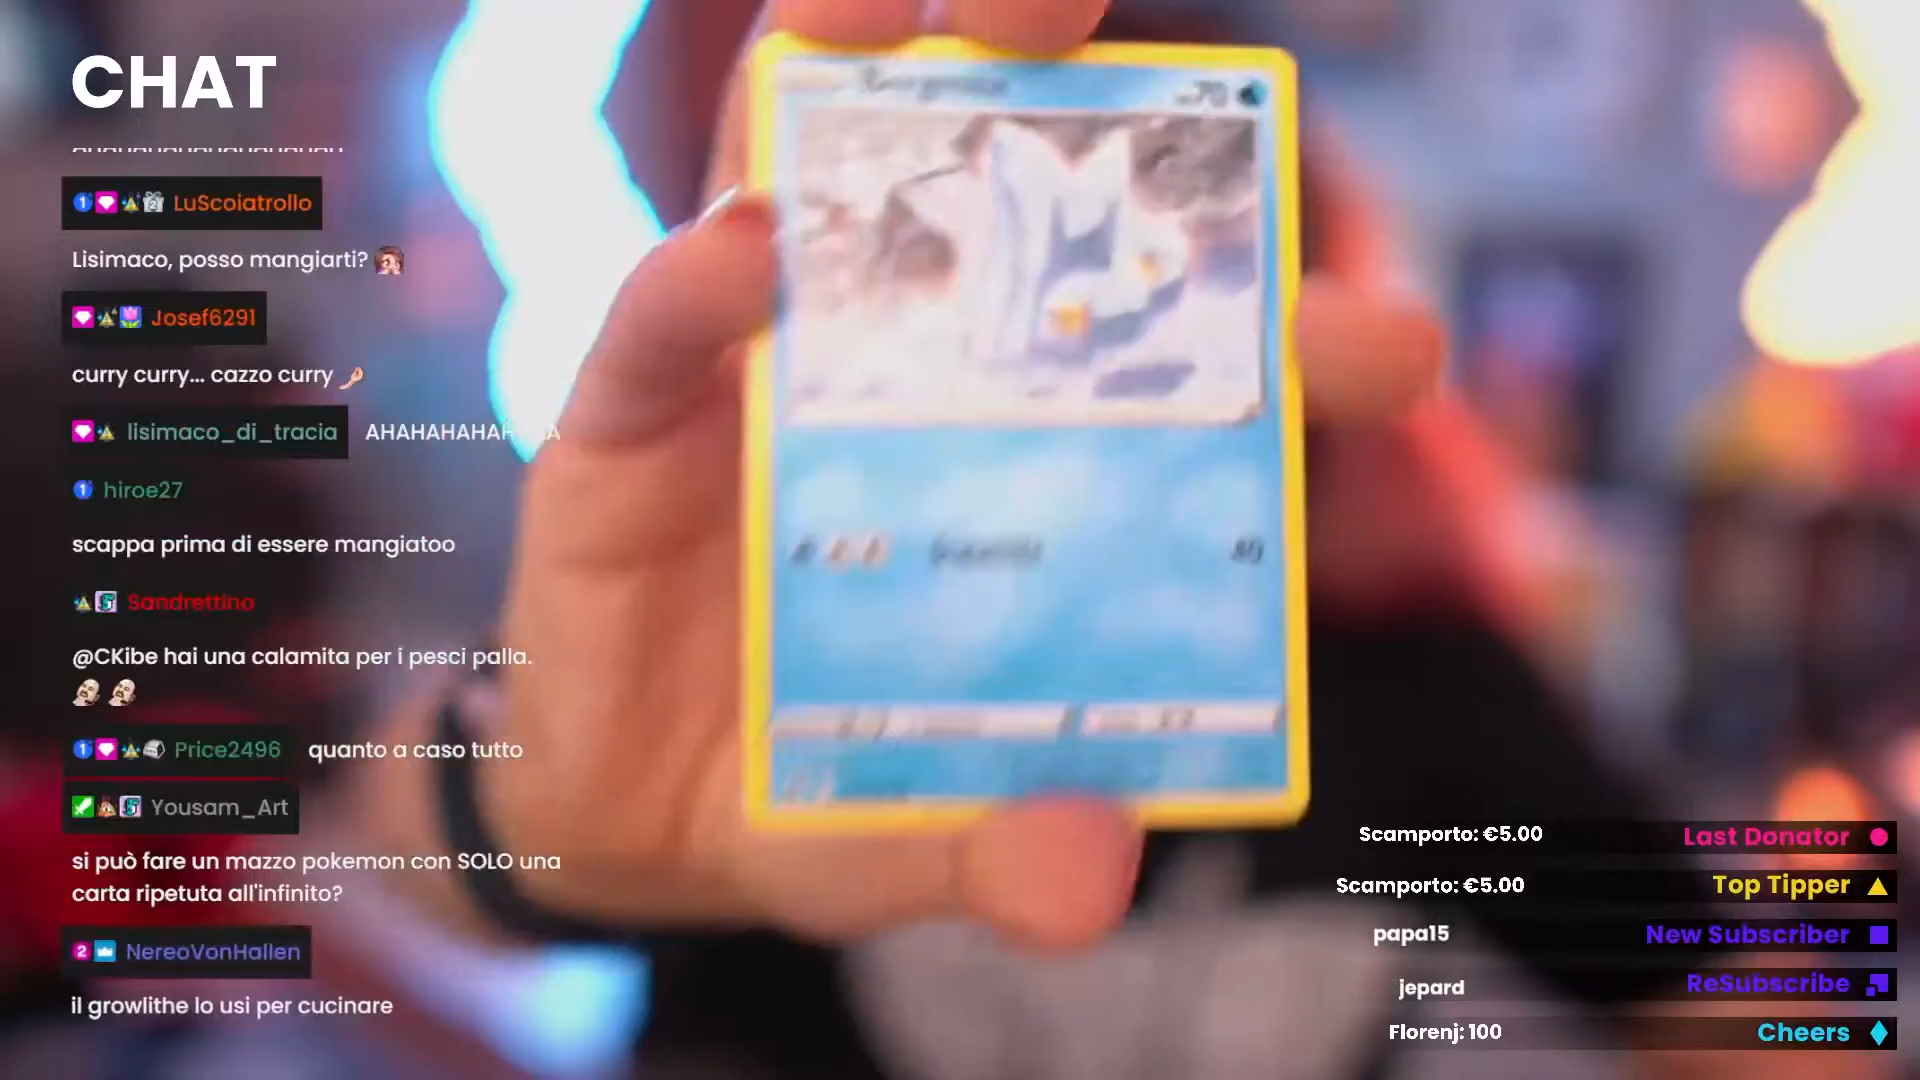 CHAT
LuScoiatrollo
Lisimaco, posso mangiarti?
Josef6291
curry curry... cazzo curry
lisimaco_di_tracia AHAHAHAHAH
hiroe27
scappa prima di essere mangiatoo
Sandrettino
@CKibe hai una calamita per i pesci palla.
Price2496 quanto a caso tutto
Yousam_Art
si può fare un mazzo pokemon con SOLO una
carta ripetuta all'infinito?
2 NereoVonHallen
il growlithe lo usi per cucinare
70
Scamporto: €5.00 Last Donator
Scamporto: €5.00 Top Tipper
papa15 New Subscriber
jepard ReSubscribe
Florenj: 100 Cheers